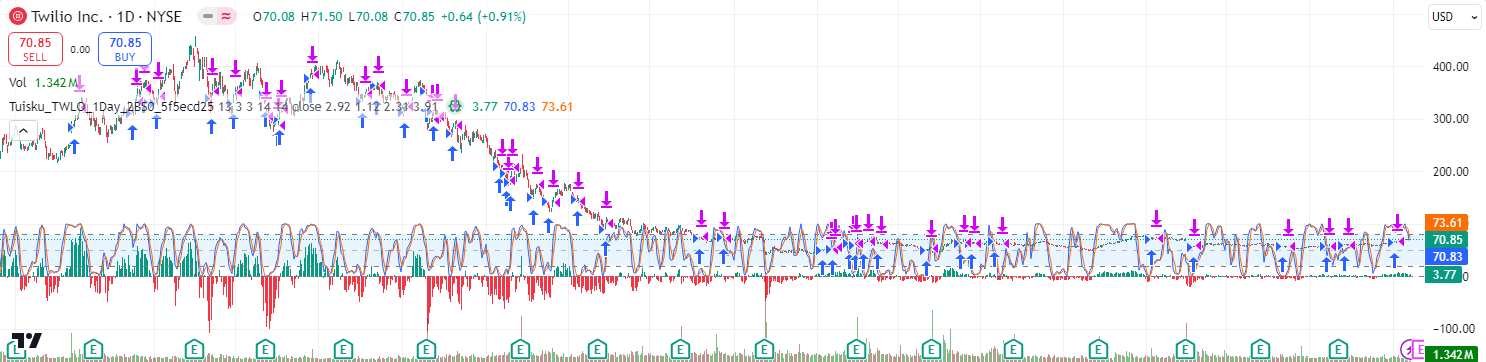 Twilio Inc. · 1D · NYSE O70.08 H71.50 L70.08 C70.85 +0.64 (+0.91%)
USD
70.85
SELL
0.00
70.85
BUY
Vol 1.342 M
Tuisku_TWLO_1Day_2BS0_5f5ecd25 13 3 3 14 14 close 2.92 1.12 2.31 3.91 3.77 70.83 73.61
400.00
300.00
200.00
73.61
70.85
70.83
3.77
−100.00
1.342 M
E E E E E E E E E E E E E E E E E